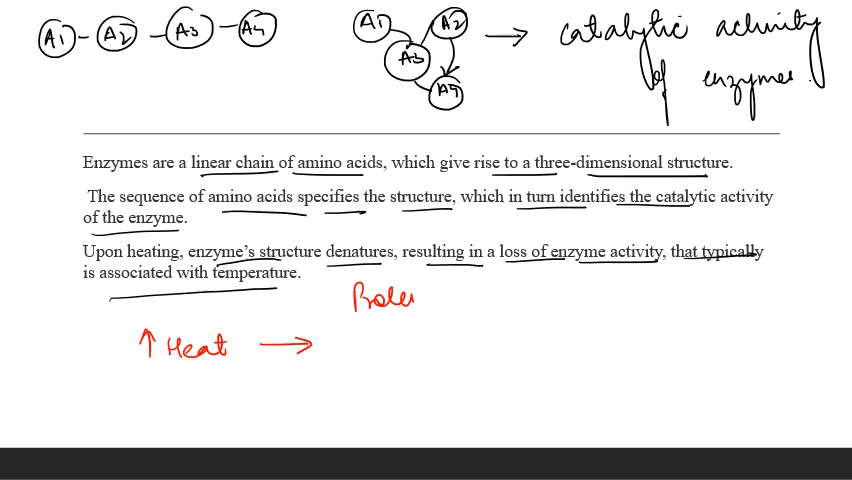 A1 - A2 - A3 - A4
A1 A2 → catalytic activity
A3 of enzymes.
A4
Enzymes are a linear chain of amino acids, which give rise to a three-dimensional structure.
The sequence of amino acids specifies the structure, which in turn identifies the catalytic activity
of the enzyme.
Upon heating, enzyme's structure denatures, resulting in a loss of enzyme activity, that typically
is associated with temperature.
↑ Heat →